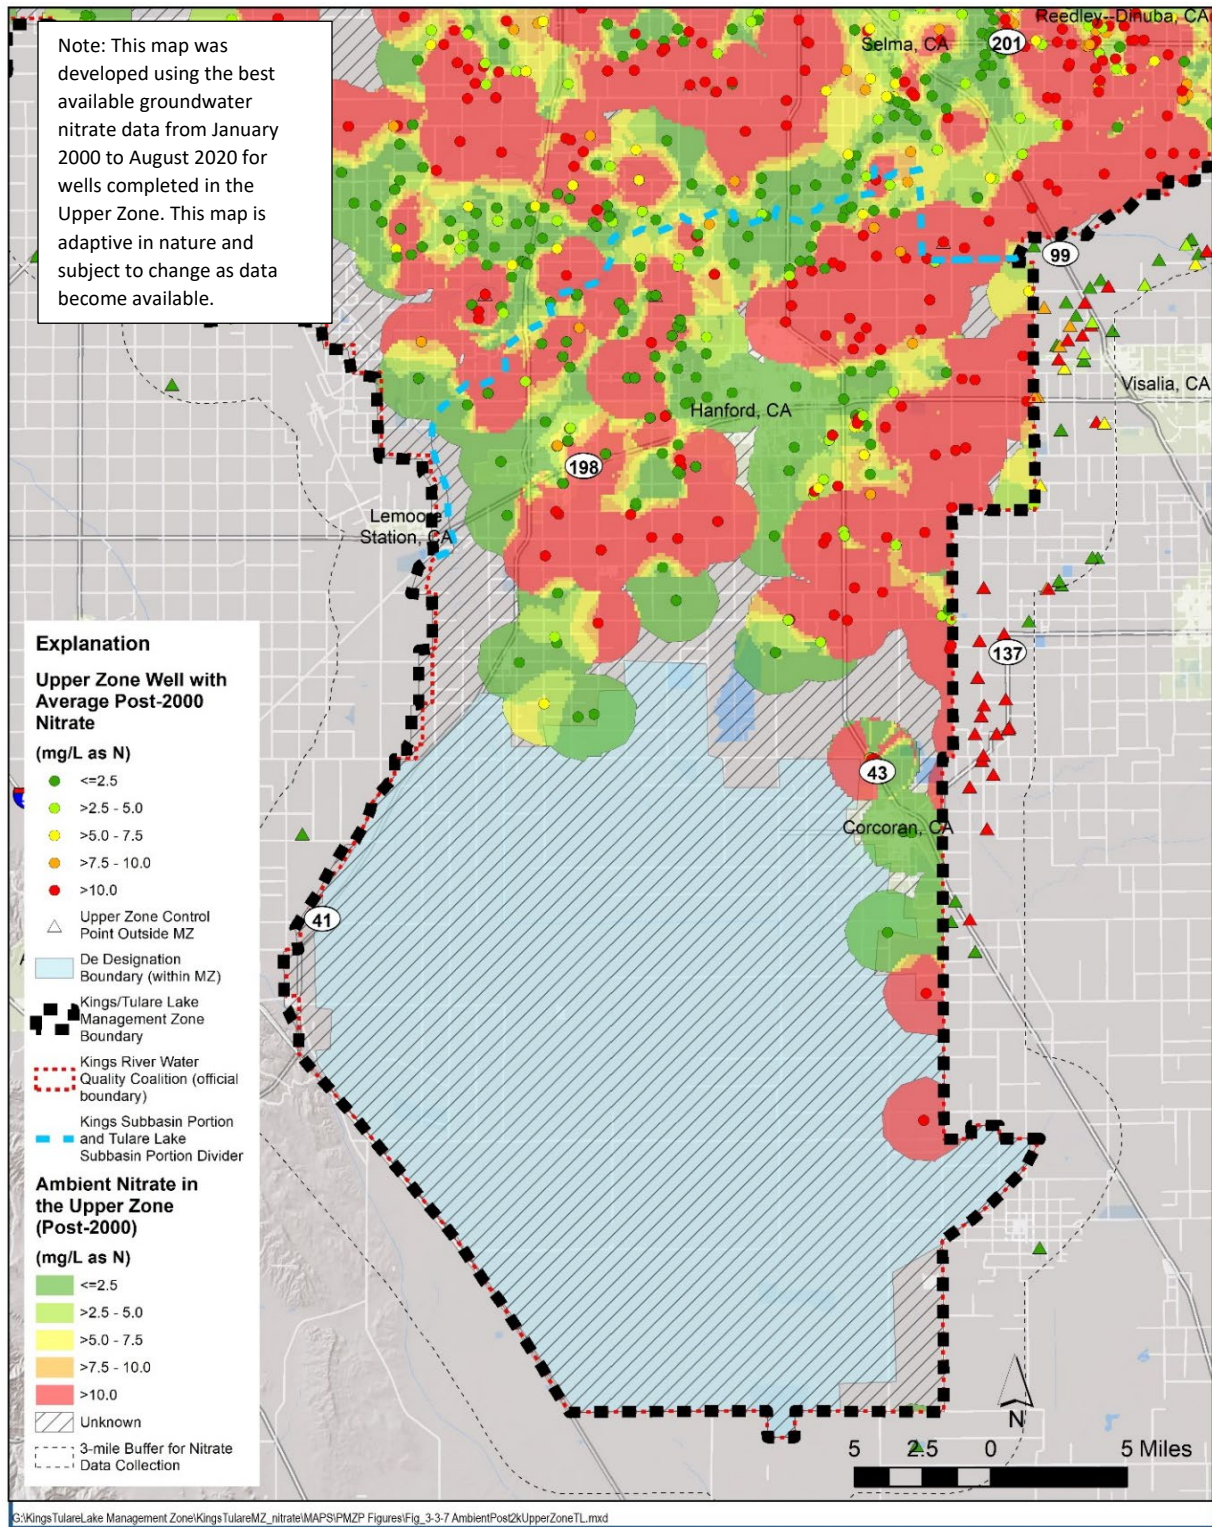 Note: This map was
developed using the best
available groundwater
nitrate data from January
2000 to August 2020 for
wells completed in the
Upper Zone. This map is
adaptive in nature and
subject to change as data
become available.
Reedley--Dinuba, CA
Selma, CA
201
99
Visalia, CA
Hanford, CA
198
Lemoore
Station, CA
137
43
Corcoran, CA
41
Explanation
Upper Zone Well with
Average Post-2000
Nitrate
(mg/L as N)
<=2.5
>2.5 - 5.0
>5.0 - 7.5
>7.5 - 10.0
>10.0
Upper Zone Control
Point Outside MZ
De Designation
Boundary (within MZ)
Kings/Tulare Lake
Management Zone
Boundary
Kings River Water
Quality Coalition (official
boundary)
Kings Subbasin Portion
and Tulare Lake
Subbasin Portion Divider
Ambient Nitrate in
the Upper Zone
(Post-2000)
(mg/L as N)
<=2.5
>2.5 - 5.0
>5.0 - 7.5
>7.5 - 10.0
>10.0
Unknown
3-mile Buffer for Nitrate
Data Collection
N
5 2.5 0 5 Miles
G:\KingsTulareLake Management Zone\KingsTulareMZ_nitrate\MAPS\PMZP Figures\Fig_3-3-7 AmbientPost2kUpperZoneTL.mxd